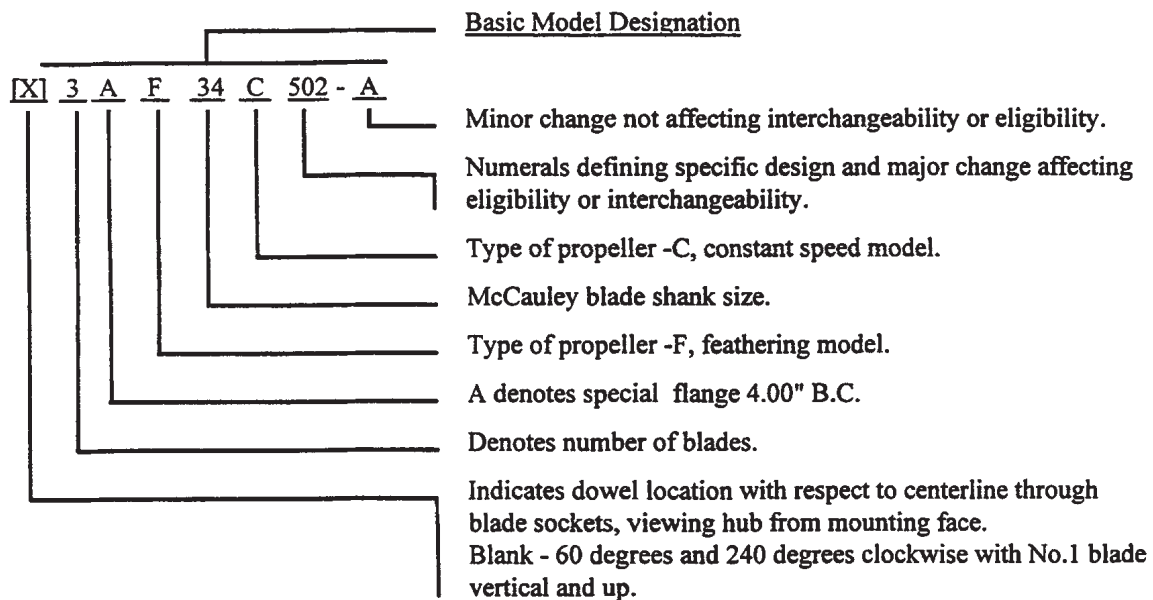 Basic Model Designation
[X] 3 A F 34 C 502 - A
Minor change not affecting interchangeability or eligibility.
Numerals defining specific design and major change affecting
eligibility or interchangeability.
Type of propeller -C, constant speed model.
McCauley blade shank size.
Type of propeller -F, feathering model.
A denotes special flange 4.00" B.C.
Denotes number of blades.
Indicates dowel location with respect to centerline through
blade sockets, viewing hub from mounting face.
Blank - 60 degrees and 240 degrees clockwise with No.1 blade
vertical and up.